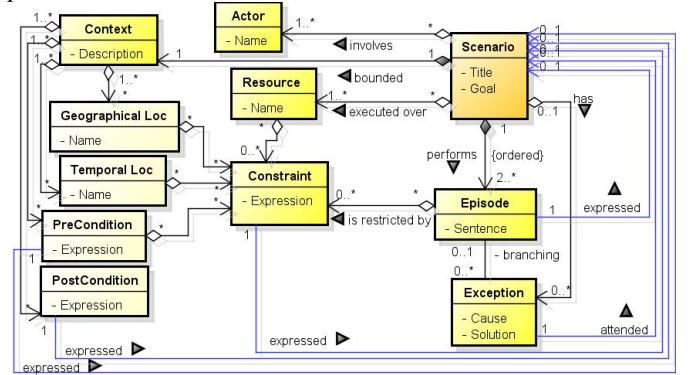 Actor
- Name
Context
- Description
Scenario
- Title
- Goal
Resource
- Name
Geographical Loc
- Name
Temporal Loc
- Name
Constraint
- Expression
PreCondition
- Expression
PostCondition
- Expression
Episode
- Sentence
Exception
- Cause
- Solution
1..*
1..*
1..*
*
involves
1
1
bounded
1..*
*
executed over
has
0..1
0..1
0..1
0..1
0..1
1..*
*
*
*
*
*
*
*
*
0..*
1
performs
{ordered}
2..*
0..*
*
is restricted by
1
expressed
0..1
- branching
0..*
0..*
1
attended
1
1
1
expressed
expressed
expressed